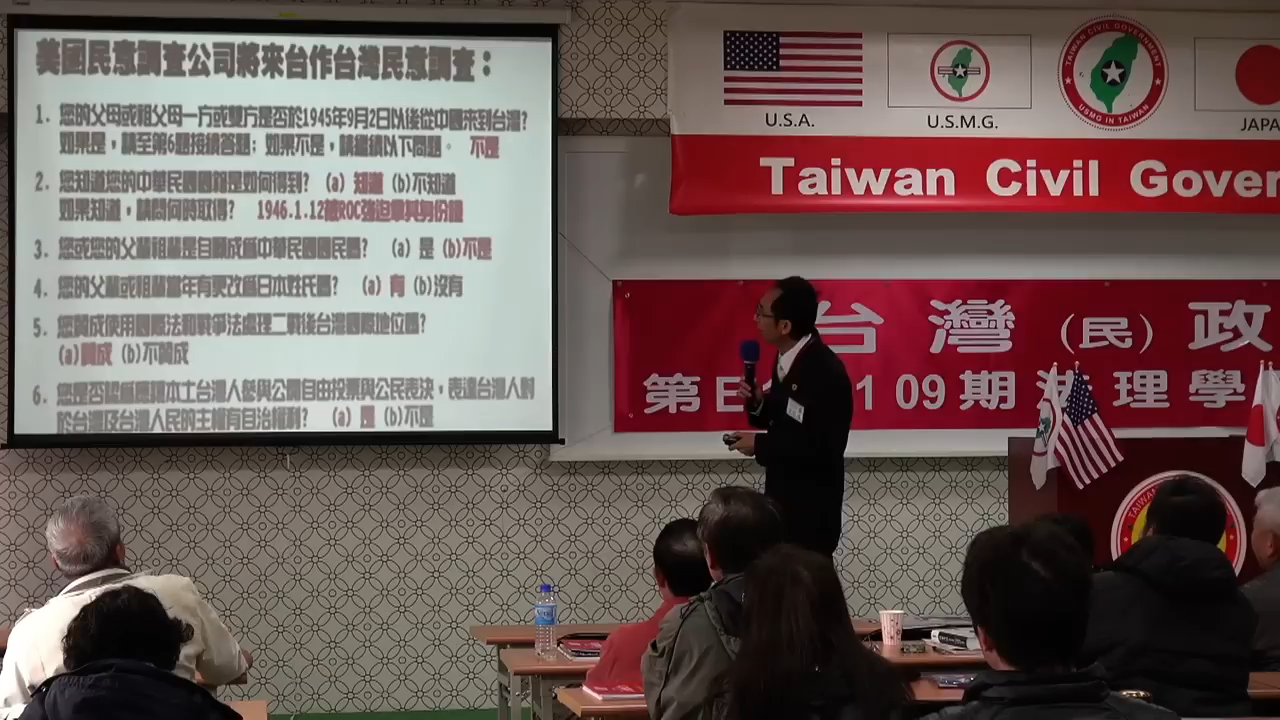 美國民意調查公司將來台作台灣民意調查：
1. 您的父母或祖父母一方或雙方是否於1945年9月2日以後從中國來到台灣?
如果是，請至第6題接續答題；如果不是，請繼續以下問題。 不是
2. 您知道您的中華民國國籍是如何得到? (a) 知道 (b)不知道
如果知道，請問何時取得? 1946.1.12被ROC強迫拿其身份證
3. 您或您的父輩祖輩是自願成為中華民國國民嗎? (a) 是 (b)不是
4. 您的父輩或祖輩當年有更改為日本姓氏嗎? (a) 有 (b)沒有
5. 您贊成使用國際法和戰爭法處理二戰後台灣國際地位嗎?
(a)贊成 (b)不贊成
6. 您是否認為應讓本土台灣人參與公開自由投票與公民表決，表達台灣人對
於台灣及台灣人民的主權有自治權利? (a) 是 (b)不是
U.S.A.
U.S.M.G.
TAIWAN CIVIL GOVERNMENT
USMG IN TAIWAN
JAPA
Taiwan Civil Gover
台灣(民)政
第 1 09 期 理學